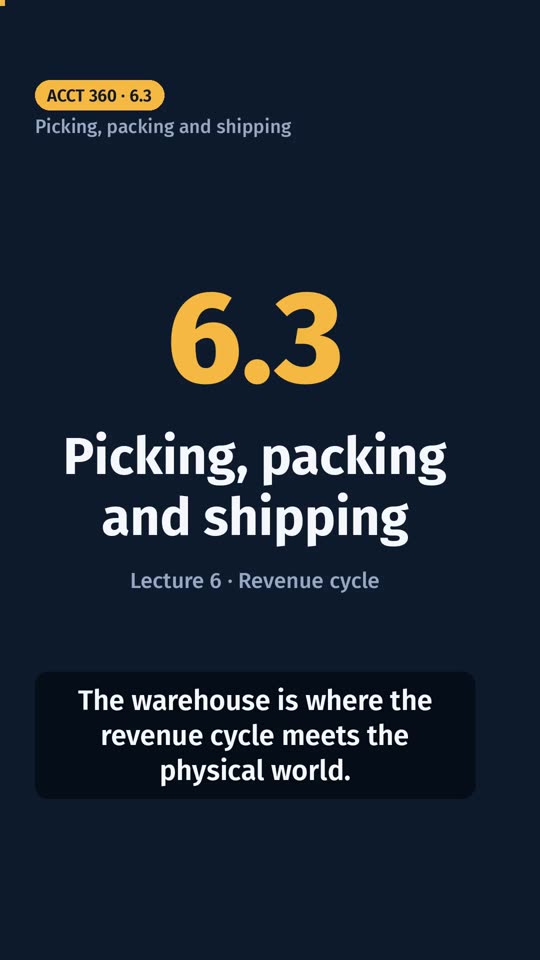 ACCT 360 · 6.3
Picking, packing and shipping
6.3
Picking, packing
and shipping
Lecture 6 · Revenue cycle
The warehouse is where the
revenue cycle meets the
physical world.